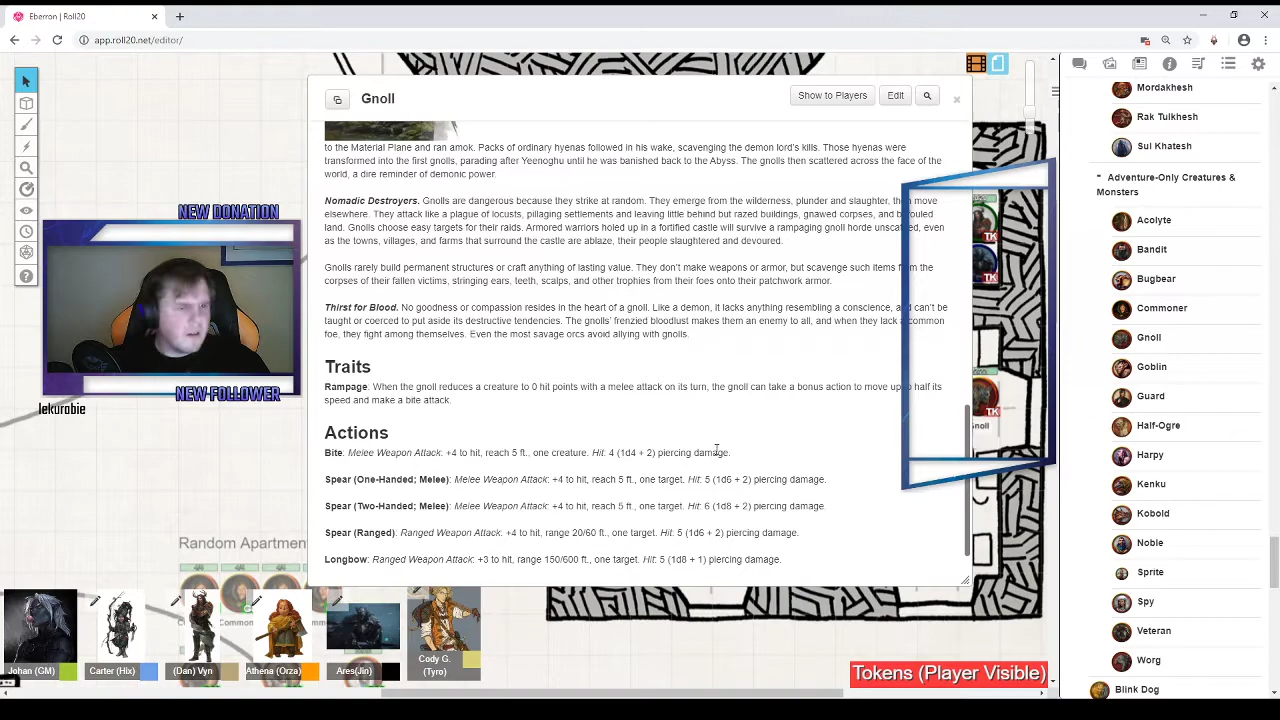 Eberron | Roll20
app.roll20.net/editor/
Gnoll
Show to Players
Edit
to the Material Plane and ran amok. Packs of ordinary hyenas followed in his wake, scavenging the demon lord's kills. Those hyenas were
transformed into the first gnolls, parading after Yeenoghu until he was banished back to the Abyss. The gnolls then scattered across the face of the
world, a dire reminder of demonic power.
Nomadic Destroyers. Gnolls are dangerous because they strike at random. They emerge from the wilderness, plunder and slaughter, then move
elsewhere. They attack like a plague of locusts, pillaging settlements and leaving little behind but razed buildings, gnawed corpses, and befouled
land. Gnolls choose easy targets for their raids. Armored warriors holed up in a fortified castle will survive a rampaging gnoll horde unscathed, even
as the towns, villages, and farms that surround the castle are ablaze, their people slaughtered and devoured.
Gnolls rarely build permanent structures or craft anything of lasting value. They don't make weapons or armor, but scavenge such items from the
corpses of their fallen victims, stringing ears, teeth, scalps, and other trophies from their foes onto their patchwork armor.
Thirst for Blood. No goodness or compassion resides in the heart of a gnoll. Like a demon, it lacks anything resembling a conscience, and can't be
taught or coerced to put aside its destructive tendencies. The gnolls' frenzied bloodlust makes them an enemy to all, and when they lack a common
foe, they fight among themselves. Even the most savage orcs avoid allying with gnolls.
Traits
Rampage: When the gnoll reduces a creature to 0 hit points with a melee attack on its turn, the gnoll can take a bonus action to move up to half its
speed and make a bite attack.
Actions
Bite: Melee Weapon Attack: +4 to hit, reach 5 ft., one creature. Hit: 4 (1d4 + 2) piercing damage.
Spear (One-Handed; Melee): Melee Weapon Attack: +4 to hit, reach 5 ft., one target. Hit: 5 (1d6 + 2) piercing damage.
Spear (Two-Handed; Melee): Melee Weapon Attack: +4 to hit, reach 5 ft., one target. Hit: 6 (1d8 + 2) piercing damage.
Spear (Ranged): Ranged Weapon Attack: +4 to hit, range 20/60 ft., one target. Hit: 5 (1d6 + 2) piercing damage.
Longbow: Ranged Weapon Attack: +3 to hit, range 150/600 ft., one target. Hit: 5 (1d8 + 1) piercing damage.
NEW DONATION
NEW FOLLOWER
lekurabie
Random Apartmen
TK
TK
TK
Johan (GM)
Carter (Hix)
(Dan) Vyn
Athena (Orza)
Ares(Jin)
Cody G.
(Tyro)
Tokens (Player Visible)
Mordakhesh
Rak Tulkhesh
Sul Khatesh
Adventure-Only Creatures &
Monsters
Acolyte
Bandit
Bugbear
Commoner
Gnoll
Goblin
Guard
Half-Ogre
Harpy
Kenku
Kobold
Noble
Sprite
Spy
Veteran
Worg
Blink Dog